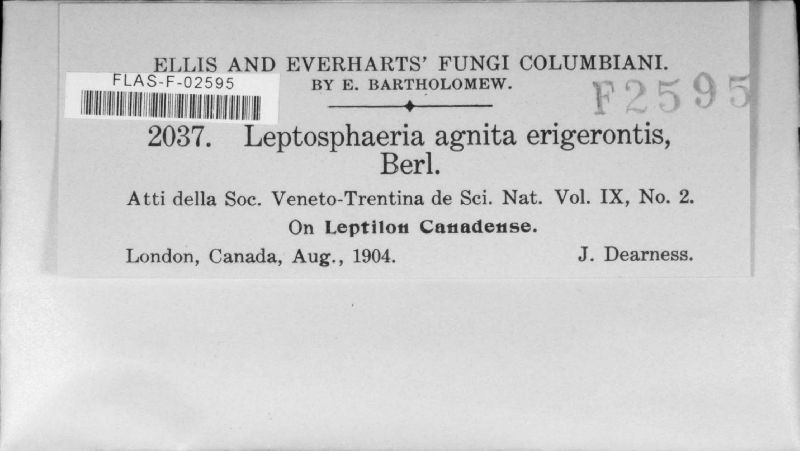 ELLIS AND EVERHARTS' FUNGI COLUMBIANI.
FLAS-F-02595
BY E. BARTHOLOMEW.
F2595
2037. Leptosphaeria agnita erigerontis,
Berl.
Atti della Soc. Veneto-Trentina de Sci. Nat. Vol. IX, No. 2.
On Leptilon Canadense.
London, Canada, Aug., 1904. J. Dearness.